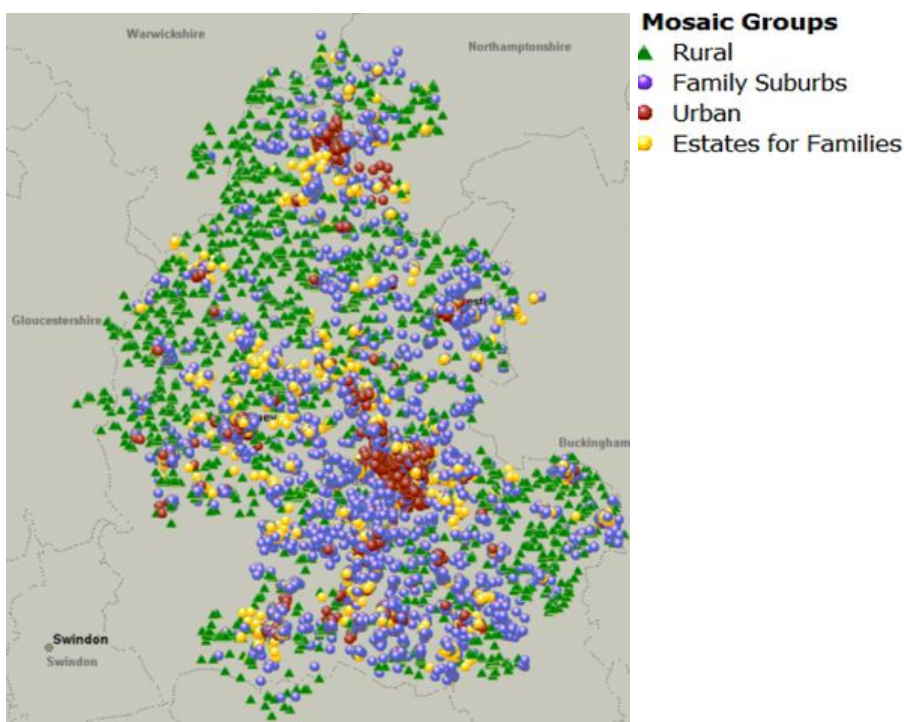 Mosaic Groups
Rural
Family Suburbs
Urban
Estates for Families
Warwickshire
Northamptonshire
Gloucestershire
Buckingham
Swindon
Swindon